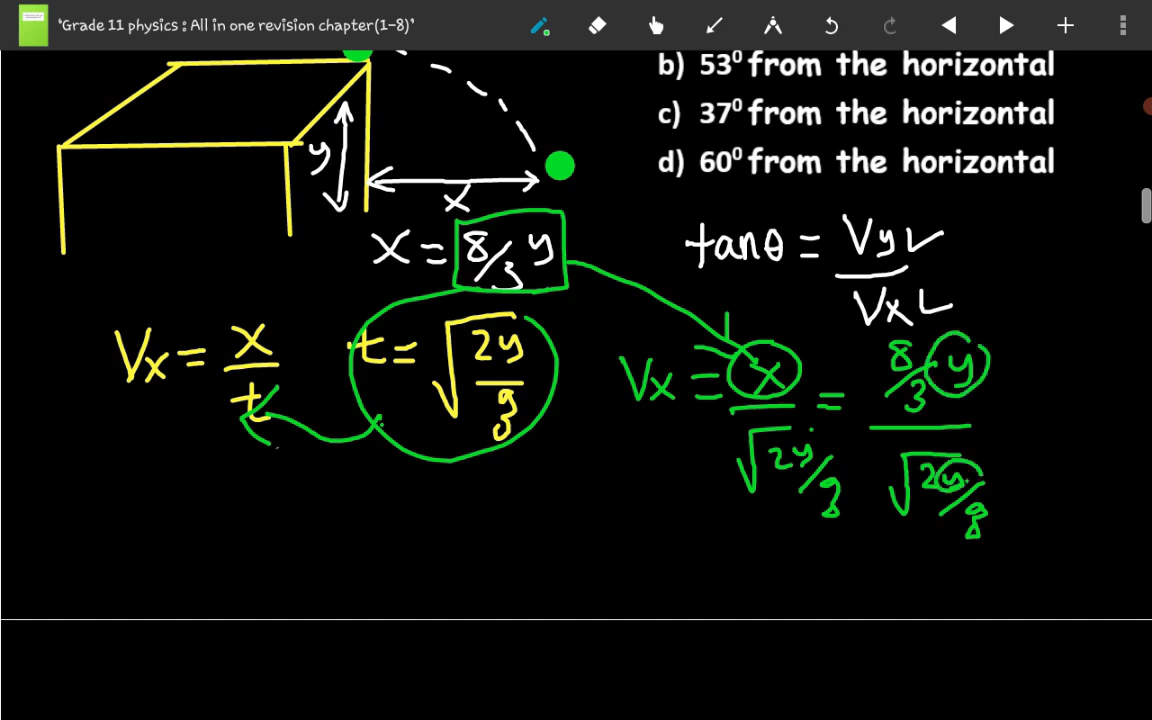 'Grade 11 physics : All in one revision chapter(1-8)'
b) 53⁰ from the horizontal
c) 37⁰ from the horizontal
d) 60⁰ from the horizontal
y
x
x = 8/3 y
tanθ = Vy / Vx
Vx = x/t
t = √(2y/g)
Vx = x/√(2y/g) = 8/3 y/√(2y/g)